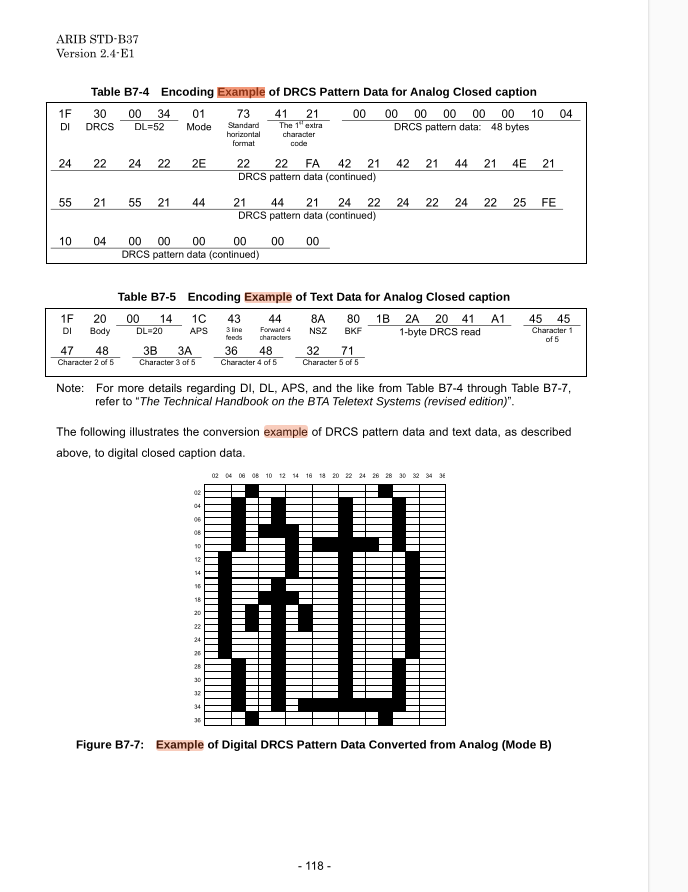 ARIB STD-B37
Version 2.4-E1
Table B7-4 Encoding Example of DRCS Pattern Data for Analog Closed caption
1F 30 00 34 01 73 41 21 00 00 00 00 00 10 04
DI DRCS DL=52 Mode Standard horizontal format The 1st extra character code DRCS pattern data: 48 bytes
24 22 24 22 2E 22 22 FA 42 21 42 21 44 21 4E 21
DRCS pattern data (continued)
55 21 55 21 44 21 44 21 24 22 24 22 24 22 25 FE
DRCS pattern data (continued)
10 04 00 00 00 00 00 00
DRCS pattern data (continued)
Table B7-5 Encoding Example of Text Data for Analog Closed caption
1F 20 00 14 1C 43 44 8A 80 1B 2A 20 41 A1 45 45
DI Body DL=20 APS 3 line feeds Forward 4 characters NSZ BKF 1-byte DRCS read Character 1 of 5
47 48 3B 3A 36 48 32 71
Character 2 of 5 Character 3 of 5 Character 4 of 5 Character 5 of 5
Note: For more details regarding DI, DL, APS, and the like from Table B7-4 through Table B7-7,
refer to “The Technical Handbook on the BTA Teletext Systems (revised edition)”.
The following illustrates the conversion example of DRCS pattern data and text data, as described
above, to digital closed caption data.
02 04 06 08 10 12 14 16 18 20 22 24 26 28 30 32 34 36
02
04
06
08
10
12
14
16
18
20
22
24
26
28
30
32
34
36
Figure B7-7: Example of Digital DRCS Pattern Data Converted from Analog (Mode B)
- 118 -